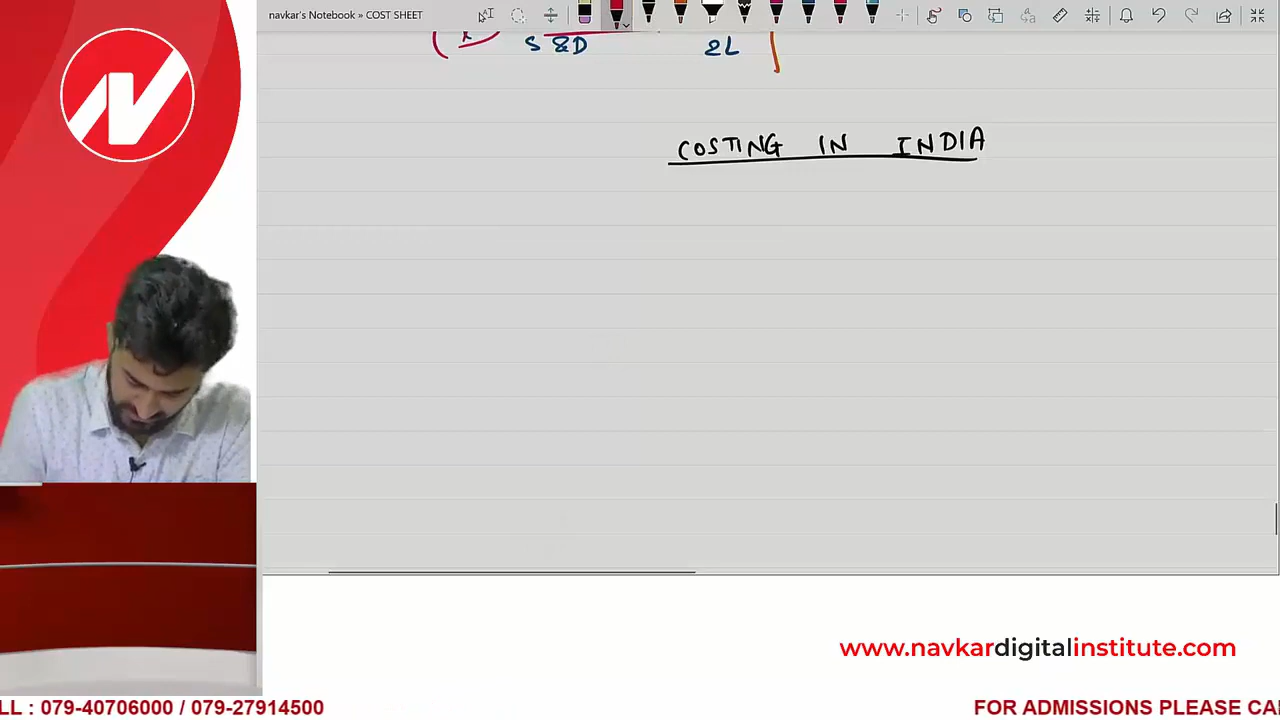 navkar's Notebook » COST SHEET
S &D 2L
COSTING IN INDIA
www.navkardigitalinstitute.com
LL : 079-40706000 / 079-27914500 FOR ADMISSIONS PLEASE CA